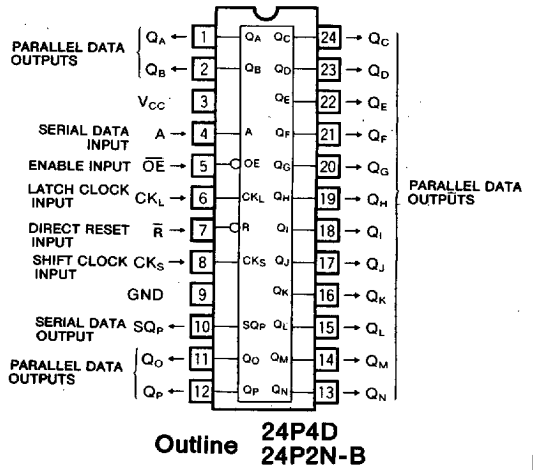 PARALLEL DATA OUTPUTS
QA 1 QA QC 24 QC
QB 2 QB QD 23 QD
VCC 3 QE 22 QE
SERIAL DATA INPUT A 4 A QF 21 QF
ENABLE INPUT OE 5 OE QG 20 QG
LATCH CLOCK INPUT CKL 6 CKL QH 19 QH
PARALLEL DATA OUTPUTS
DIRECT RESET INPUT R 7 R QI 18 QI
SHIFT CLOCK INPUT CKS 8 CKS QJ 17 QJ
GND 9 QK 16 QK
SERIAL DATA OUTPUT SQP 10 SQP QL 15 QL
PARALLEL DATA OUTPUTS
QO 11 QO QM 14 QM
QP 12 QP QN 13 QN
Outline 24P4D
24P2N-B